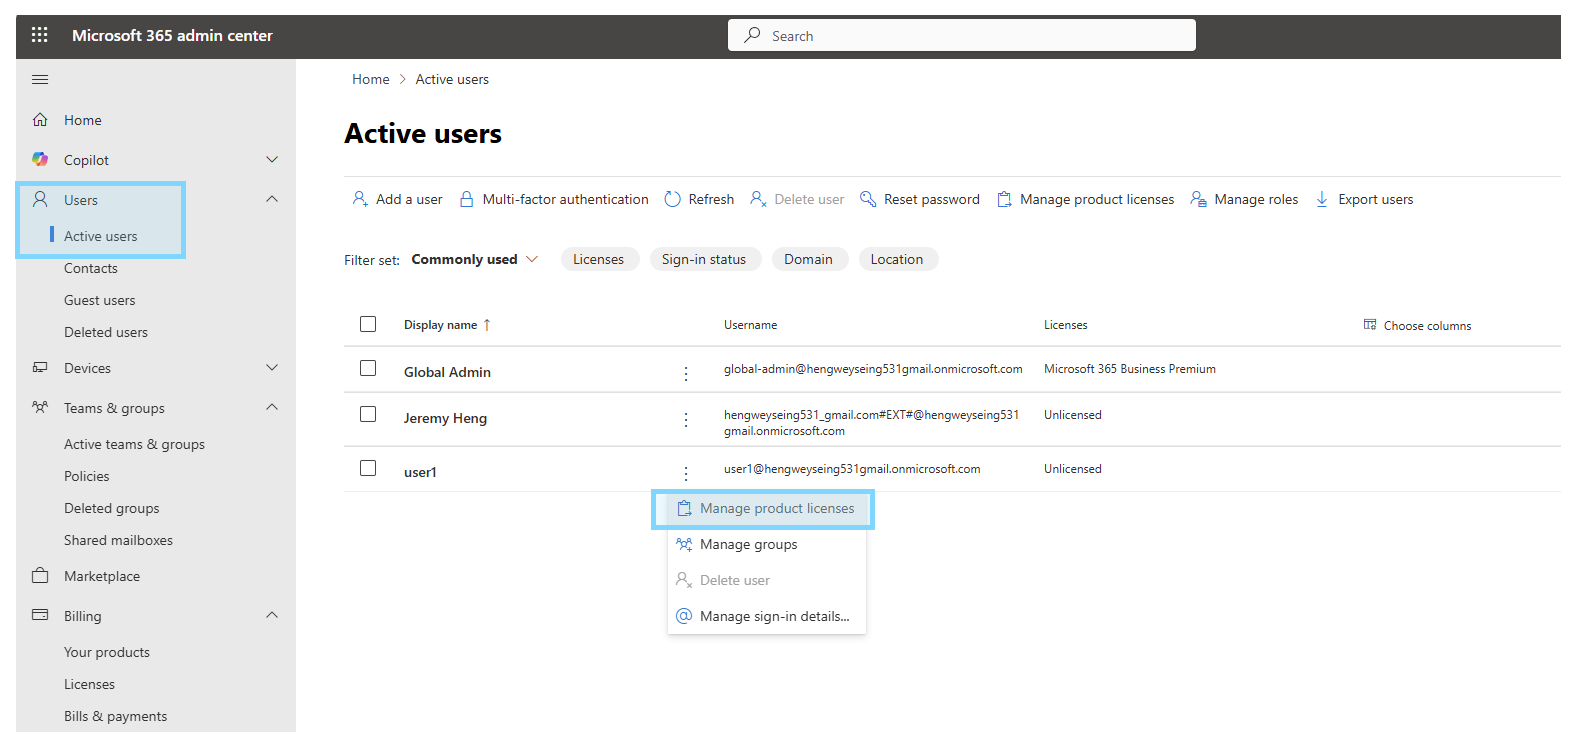 Microsoft 365 admin center
Search
Home
Copilot
Users
Active users
Contacts
Guest users
Deleted users
Devices
Teams & groups
Active teams & groups
Policies
Deleted groups
Shared mailboxes
Marketplace
Billing
Your products
Licenses
Bills & payments
Home > Active users
Active users
Add a user Multi-factor authentication Refresh Delete user Reset password Manage product licenses Manage roles Export users
Filter set: Commonly used Licenses Sign-in status Domain Location
Display name ↑ Username Licenses Choose columns
Global Admin global-admin@hengweyseing531gmail.onmicrosoft.com Microsoft 365 Business Premium
Jeremy Heng hengweyseing531_gmail.com#EXT#@hengweyseing531 Unlicensed
gmail.onmicrosoft.com
user1 user1@hengweyseing531gmail.onmicrosoft.com Unlicensed
Manage product licenses
Manage groups
Delete user
Manage sign-in details...